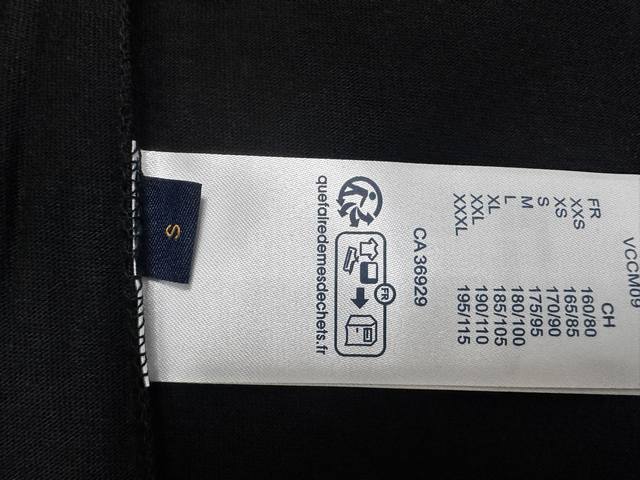 VCCM09
FR CH
XXS 160/80
XS 165/85
S 170/90
M 175/95
L 180/100
XL 185/105
XXL 190/110
XXXL 195/115
CA 36929
FR
quefairedemesdechets.fr
S